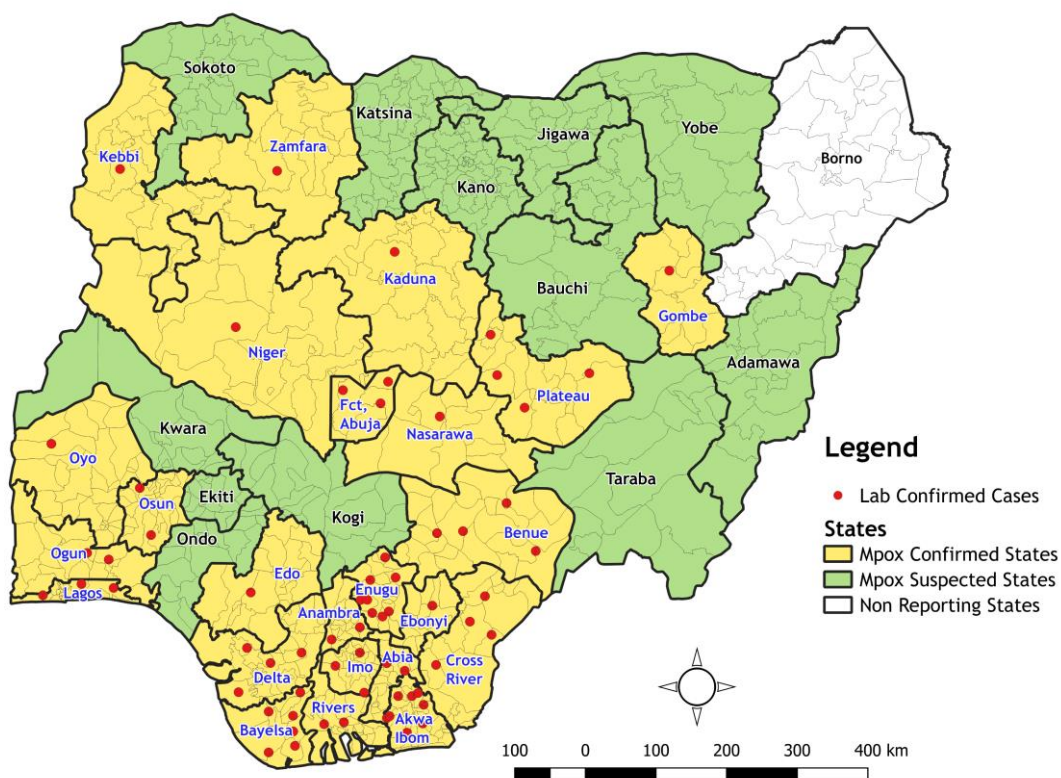 Sokoto
Katsina
Yobe
Jigawa
Kebbi
Zamfara
Borno
Kano
Kaduna
Bauchi
Gombe
Niger
Adamawa
Plateau
Fct,
Abuja
Nasarawa
Kwara
Oyo
Taraba
Ekiti
Osun
Kogi
Ondo
Benue
Ogun
Edo
Enugu
Lagos
Anambra
Ebonyi
Abia
Imo
Cross
River
Delta
Rivers
Bayelsa
Akwa
Ibom
Legend
Lab Confirmed Cases
States
Mpox Confirmed States
Mpox Suspected States
Non Reporting States
100 0 100 200 300 400 km